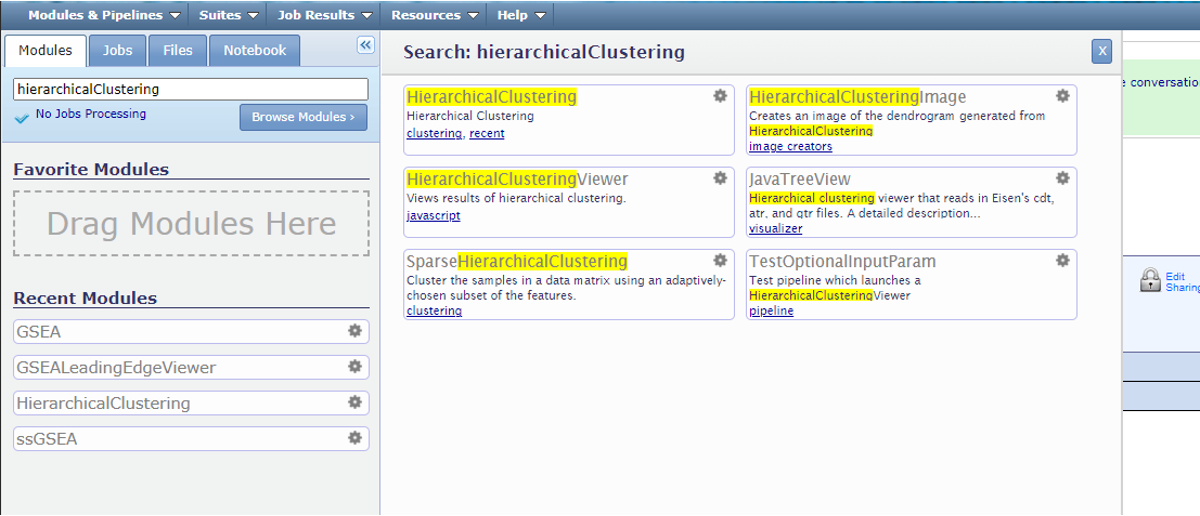 Modules & Pipelines Suites Job Results Resources Help
Modules Jobs Files Notebook
hierarchicalClustering
No Jobs Processing
Browse Modules ›
Favorite Modules
Drag Modules Here
Recent Modules
GSEA
GSEALeadingEdgeViewer
HierarchicalClustering
ssGSEA
Search: hierarchicalClustering
X
HierarchicalClustering
Hierarchical Clustering
clustering, recent
HierarchicalClusteringImage
Creates an image of the dendrogram generated from
HierarchicalClustering
image creators
HierarchicalClusteringViewer
Views results of hierarchical clustering.
javascript
JavaTreeView
Hierarchical clustering viewer that reads in Eisen's cdt,
atr, and gtr files. A detailed description...
visualizer
SparseHierarchicalClustering
Cluster the samples in a data matrix using an adaptively-
chosen subset of the features.
clustering
TestOptionalInputParam
Test pipeline which launches a
HierarchicalClusteringViewer
pipeline
e conversatio
Edit
Sharing